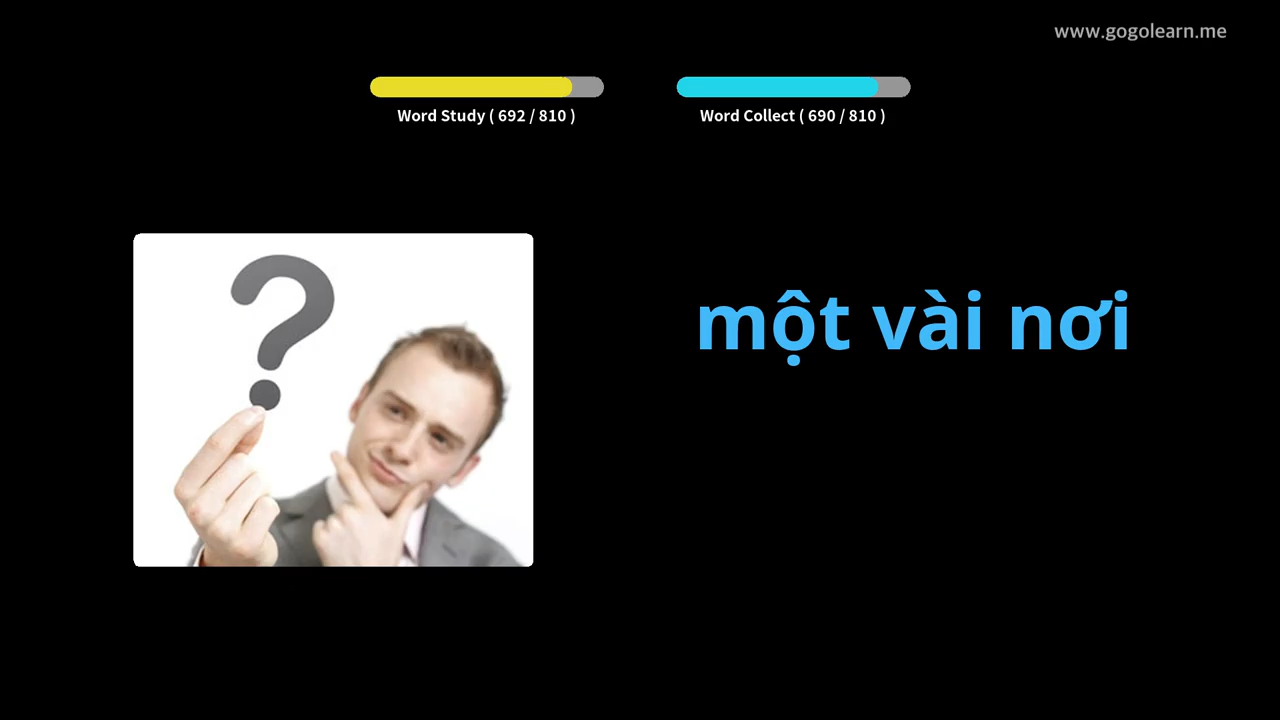 www.gogolearn.me
Word Study ( 692 / 810 )
Word Collect ( 690 / 810 )
?
một vài nơi